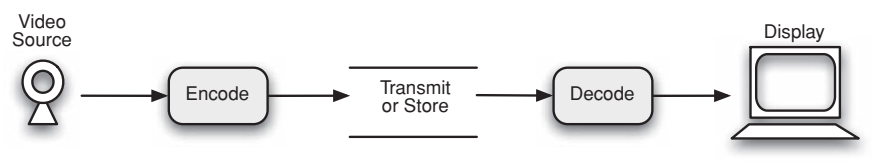 Video
Source
Encode
Transmit
or Store
Decode
Display